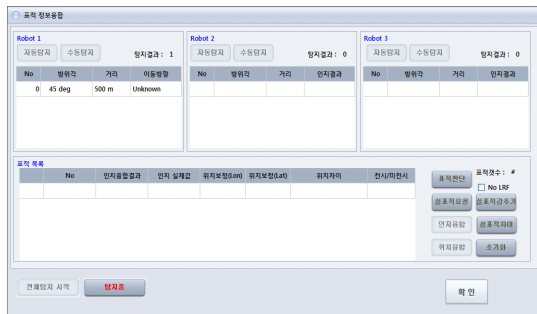 표적 정보융합
Robot 1
자동탐지 수동탐지 탐지결과 : 1
No 방위각 거리 이동방향
0 45 deg 500 m Unknown
Robot 2
자동탐지 수동탐지 탐지결과 : 0
No 방위각 거리 인지결과
Robot 3
자동탐지 수동탐지 탐지결과 : 0
No 방위각 거리 인지결과
표적 목록
No 인지융합결과 인지 실제값 위치보정(Lon) 위치보정(Lat) 위치차이 전시/미전시
표적판단 표적갯수 : #
No LRF
실표적요청 실표적감추기
인지융합 실표적차이
위치융합 초기화
전체탐지 시작 탐지중
확 인